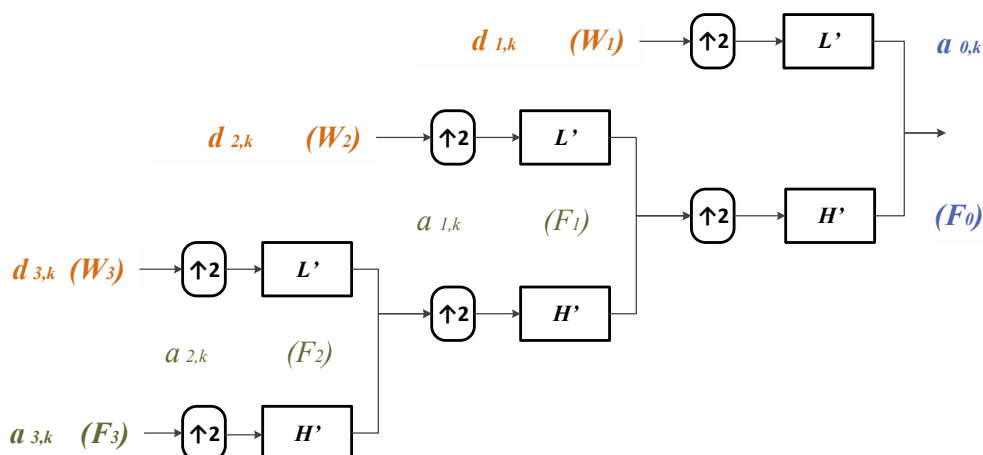 d 1,k (W1) ↑2 L’ a 0,k
d 2,k (W2) ↑2 L’
a 1,k (F1) ↑2 H’ (F0)
d 3,k (W3) ↑2 L’
↑2 H’
a 2,k (F2)
a 3,k (F3) ↑2 H’